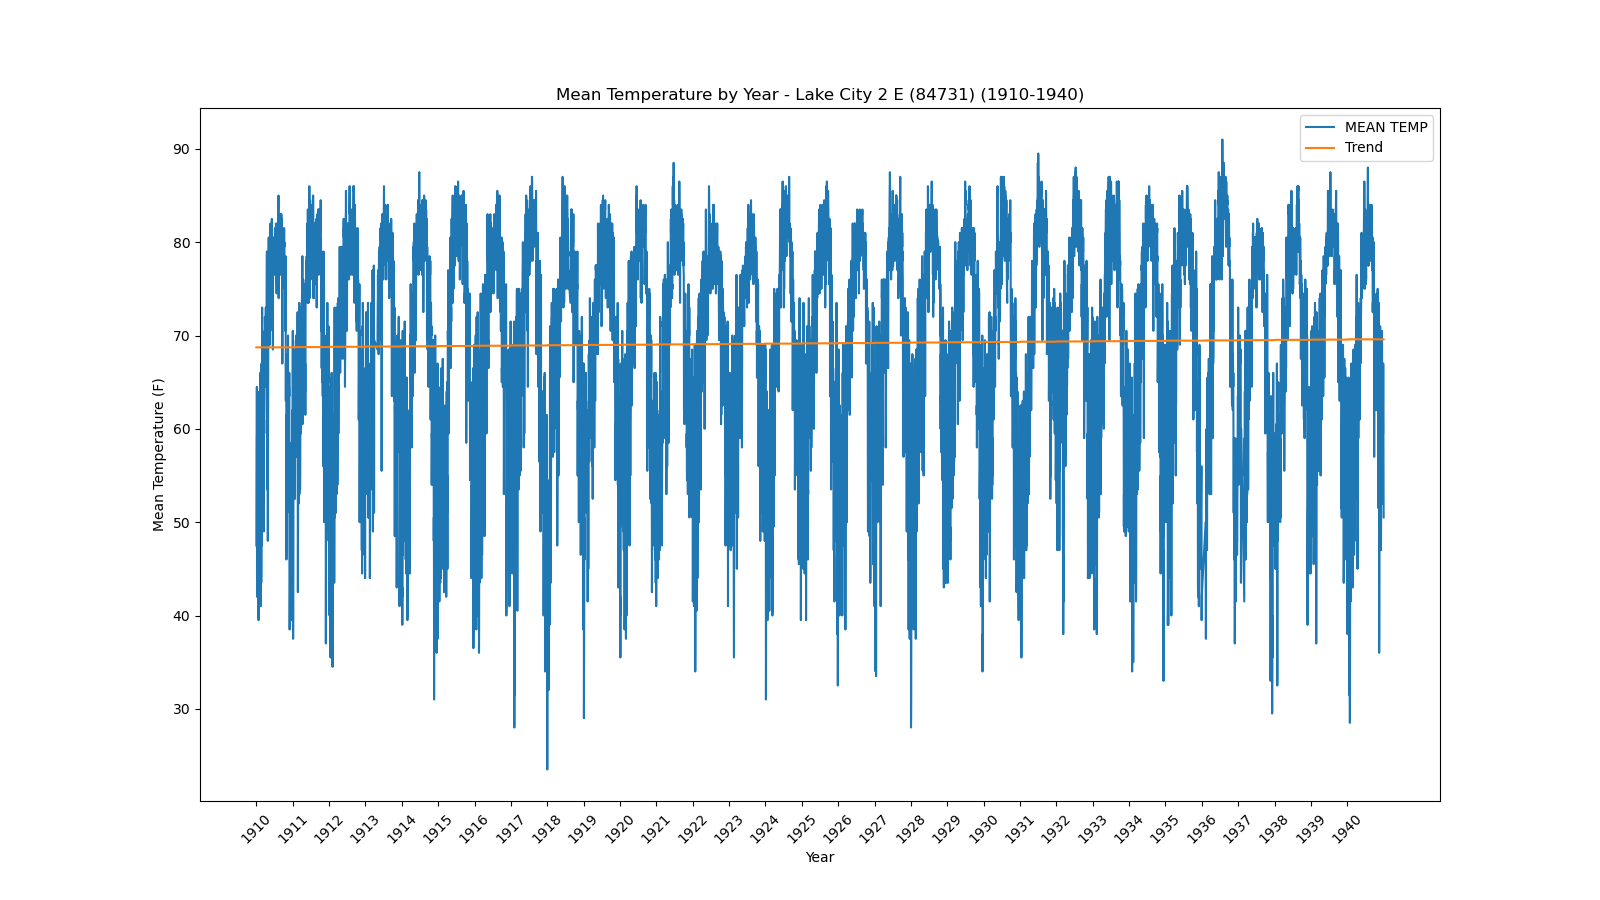 Mean Temperature by Year - Lake City 2 E (84731) (1910-1940)
MEAN TEMP
Trend
Mean Temperature (F)
90
80
70
60
50
40
30
1910 1911 1912 1913 1914 1915 1916 1917 1918 1919 1920 1921 1922 1923 1924 1925 1926 1927 1928 1929 1930 1931 1932 1933 1934 1935 1936 1937 1938 1939 1940
Year